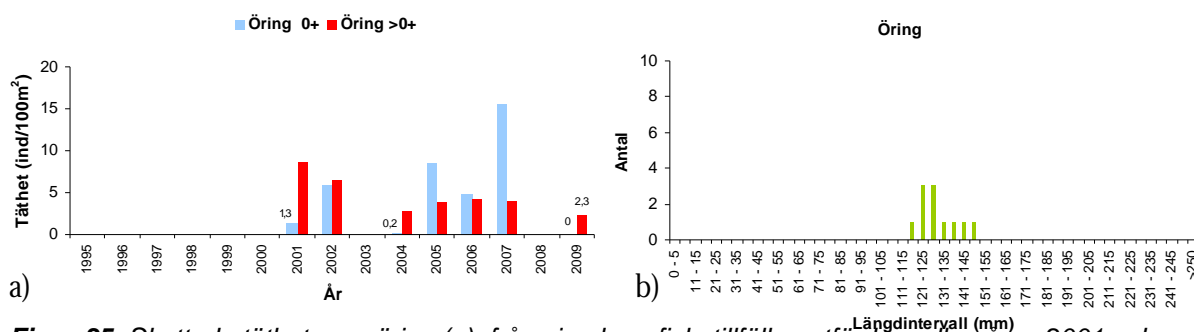 Öring 0+ Öring >0+
Täthet (ind/100m²)
20
15
10
5
0
1,3
0,2
0
2,3
1995 1996 1997 1998 1999 2000 2001 2002 2003 2004 2005 2006 2007 2008 2009
År
a)
Öring
Antal
10
8
6
4
2
0
0 - 5 11 - 15 21 - 25 31 - 35 41 - 45 51 - 55 61 - 65 71 - 75 81 - 85 91 - 95 101 - 105 111 - 115 121 - 125 131 - 135 141 - 145 151 - 155 161 - 165 171 - 175 181 - 185 191 - 195 201 - 205 211 - 215 221 - 225 231 - 235 241 - 245 >250
Längdintervall (mm)
b)